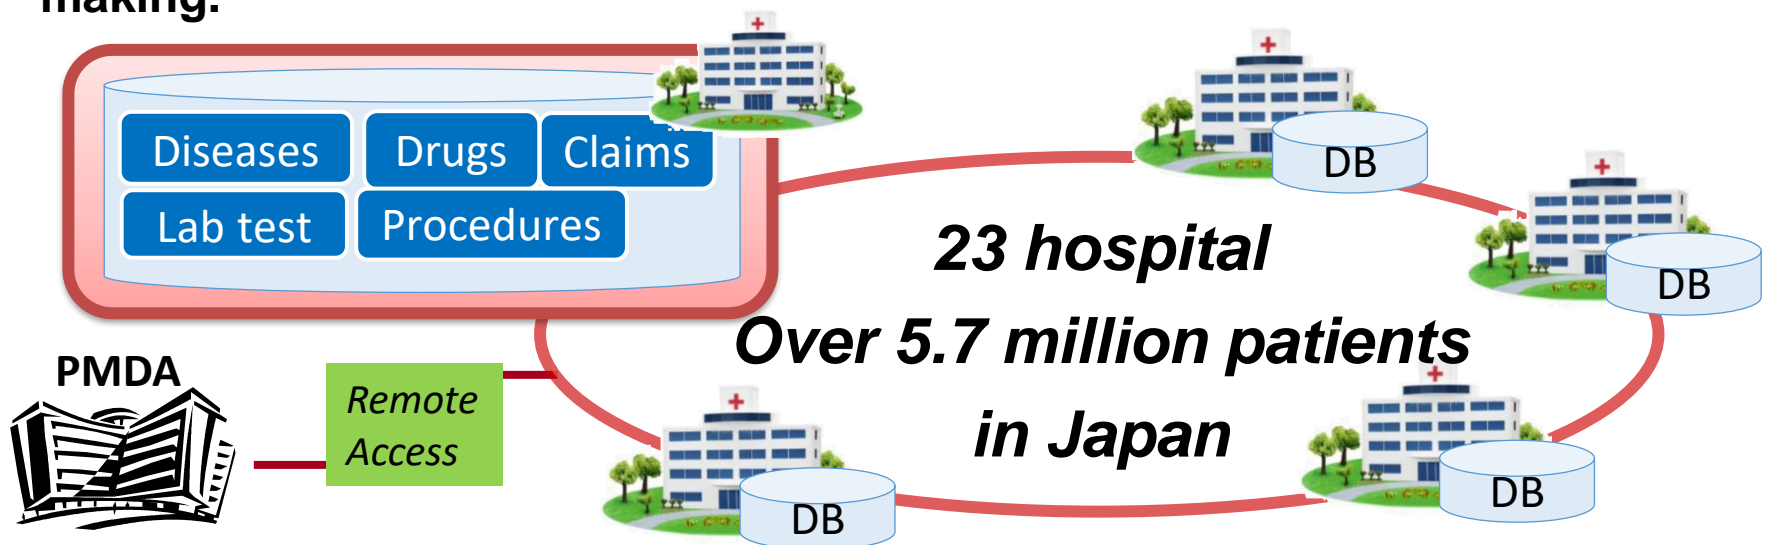 making.
Diseases
Drugs
Claims
Lab test
Procedures
DB
DB
23 hospital
Over 5.7 million patients
in Japan
PMDA
Remote
Access
DB
DB